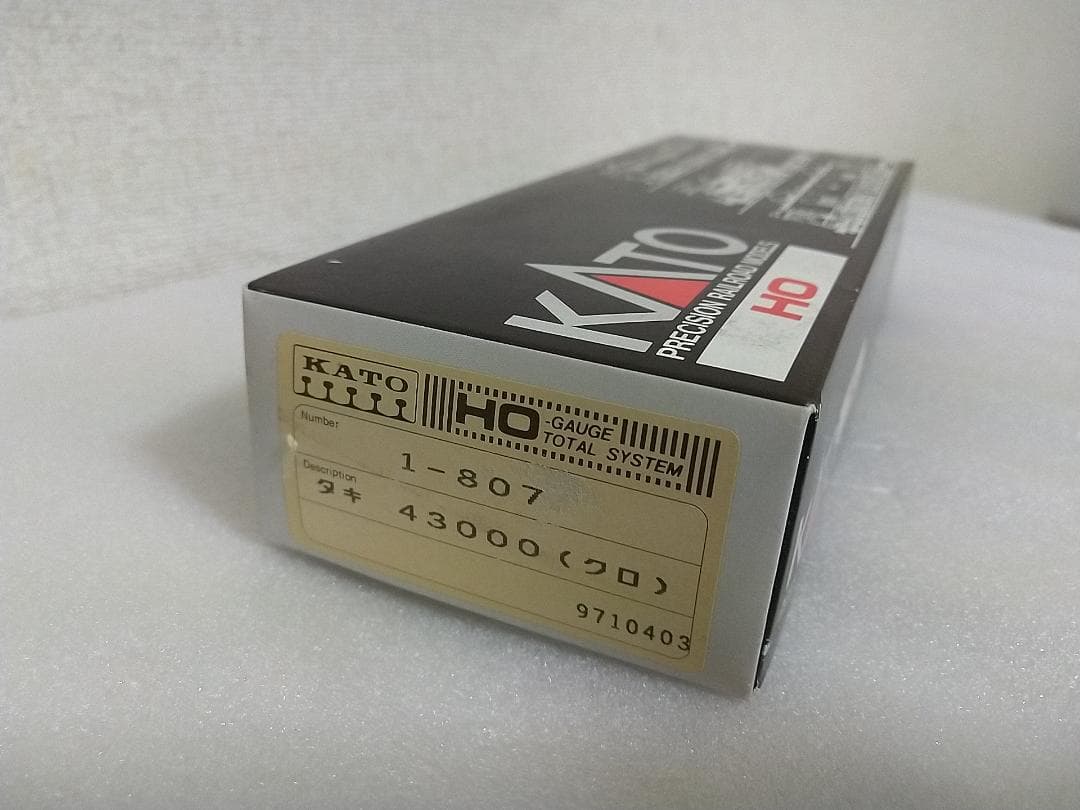 KATO
PRECISION RAILROAD MODELS
HO
KATO
HO -GAUGE
TOTAL SYSTEM
Number
1-807
Description
タキ 43000(クロ)
9710403